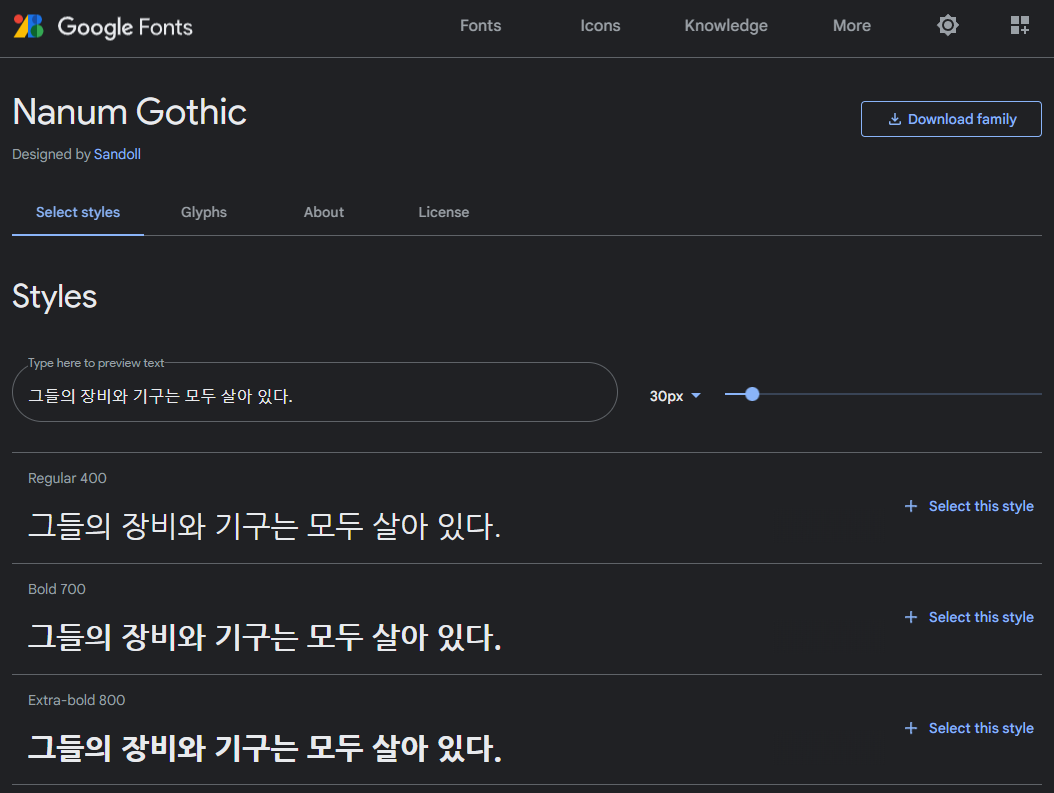 Google Fonts
Fonts
Icons
Knowledge
More
Nanum Gothic
Download family
Designed by Sandoll
Select styles
Glyphs
About
License
Styles
Type here to preview text
그들의 장비와 기구는 모두 살아 있다.
30px
Regular 400
그들의 장비와 기구는 모두 살아 있다.
+ Select this style
Bold 700
그들의 장비와 기구는 모두 살아 있다.
+ Select this style
Extra-bold 800
그들의 장비와 기구는 모두 살아 있다.
+ Select this style